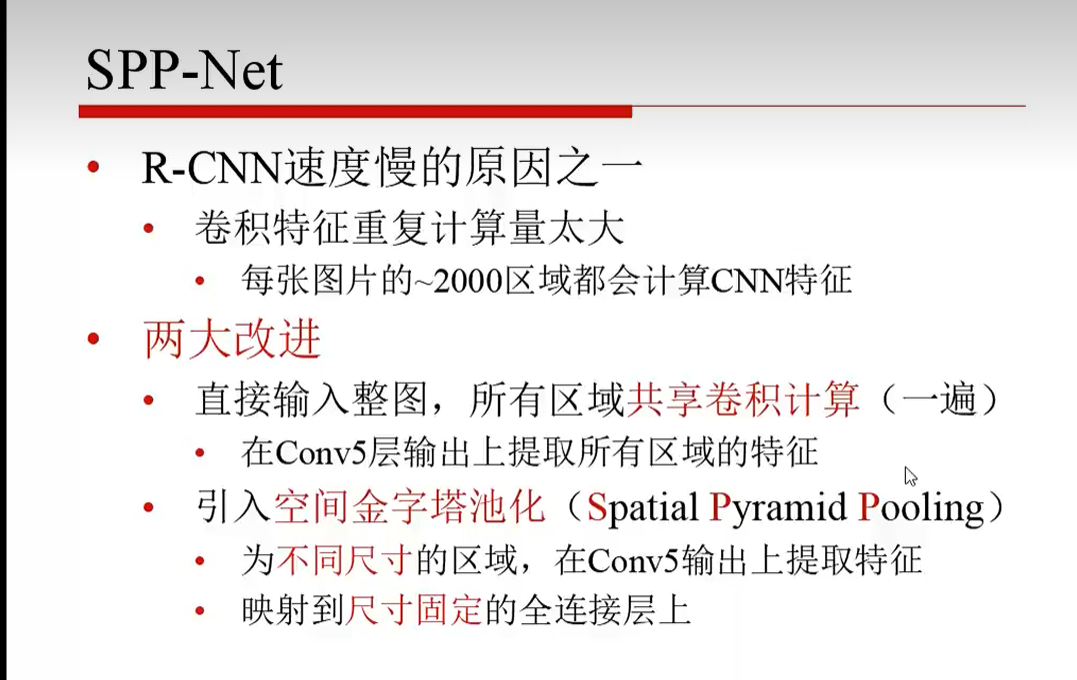 SPP-Net
R-CNN速度慢的原因之一
卷积特征重复计算量太大
每张图片的~2000区域都会计算CNN特征
两大改进
直接输入整图，所有区域共享卷积计算（一遍）
在Conv5层输出上提取所有区域的特征
引入空间金字塔池化（Spatial Pyramid Pooling）
为不同尺寸的区域，在Conv5输出上提取特征
映射到尺寸固定的全连接层上